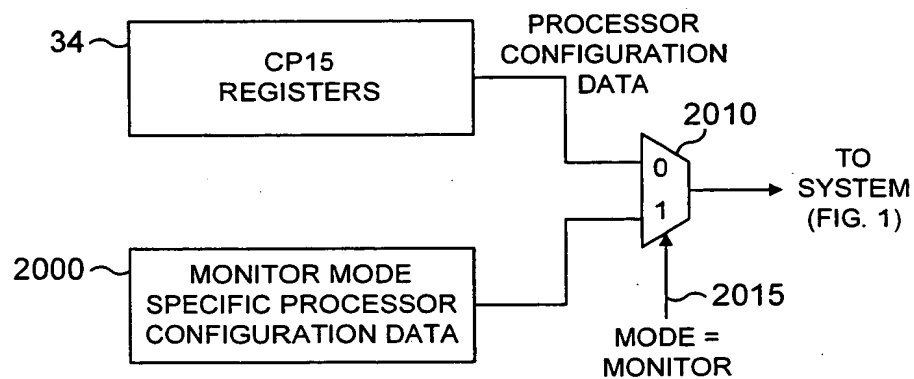 34
CP15
REGISTERS
PROCESSOR
CONFIGURATION
DATA
2010
0
1
TO
SYSTEM
(FIG. 1)
2000
MONITOR MODE
SPECIFIC PROCESSOR
CONFIGURATION DATA
2015
MODE =
MONITOR